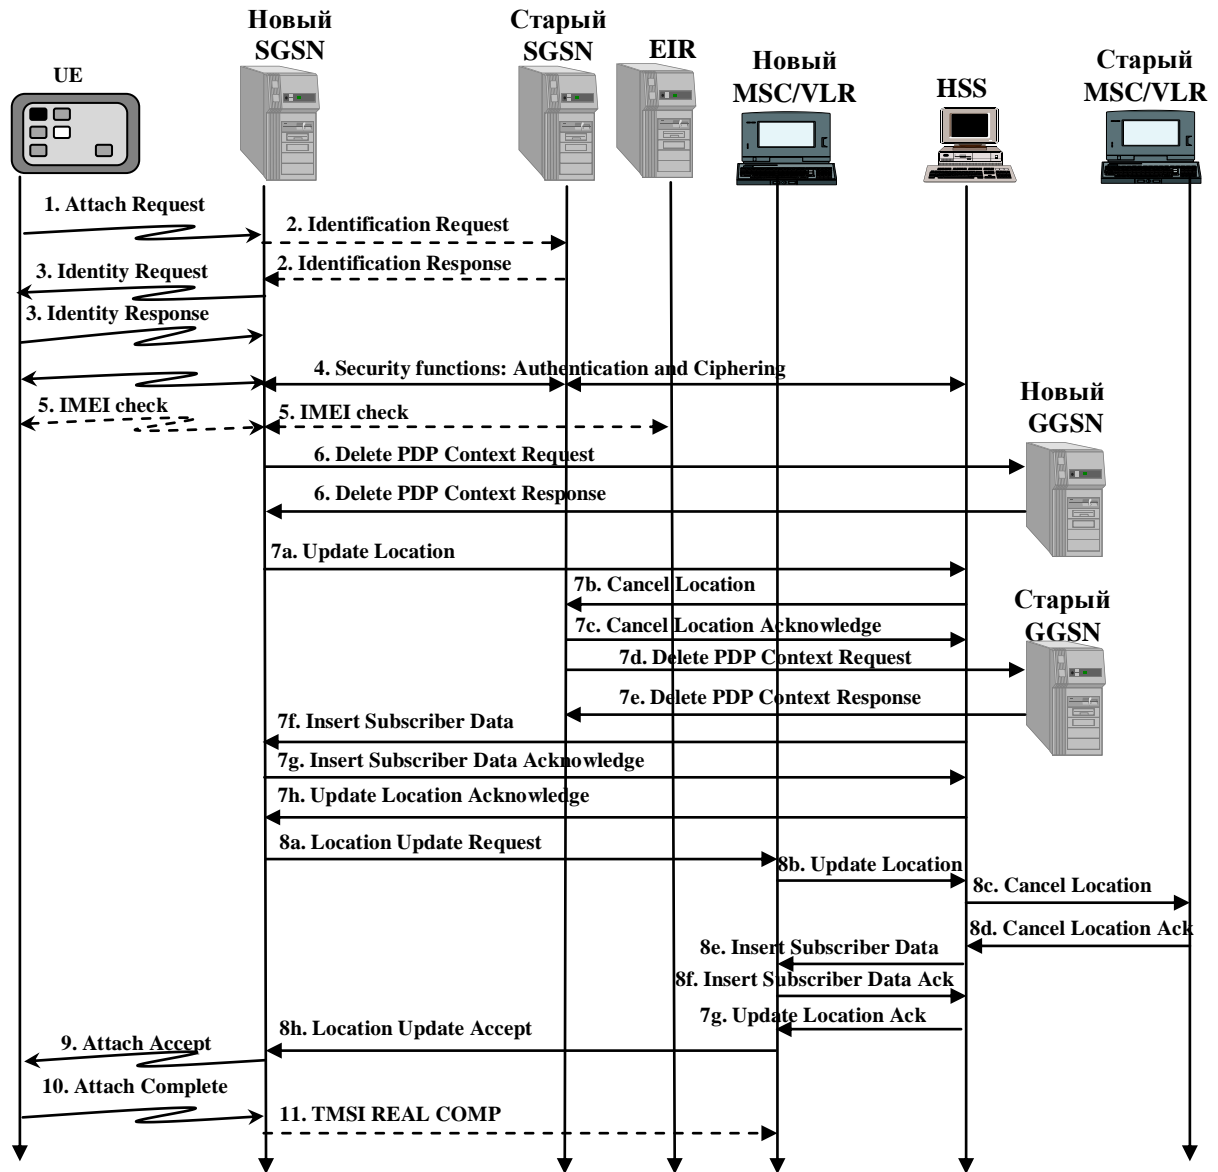 Новый
SGSN
Старый
SGSN
EIR
UE
Новый
MSC/VLR
HSS
Старый
MSC/VLR
1. Attach Request
2. Identification Request
2. Identification Response
3. Identity Request
3. Identity Response
4. Security functions: Authentication and Ciphering
5. IMEI check
5. IMEI check
Новый
GGSN
6. Delete PDP Context Request
6. Delete PDP Context Response
7a. Update Location
7b. Cancel Location
Старый
GGSN
7c. Cancel Location Acknowledge
7d. Delete PDP Context Request
7e. Delete PDP Context Response
7f. Insert Subscriber Data
7g. Insert Subscriber Data Acknowledge
7h. Update Location Acknowledge
8a. Location Update Request
8b. Update Location
8c. Cancel Location
8d. Cancel Location Ack
8e. Insert Subscriber Data
8f. Insert Subscriber Data Ack
7g. Update Location Ack
8h. Location Update Accept
9. Attach Accept
10. Attach Complete
11. TMSI REAL COMP